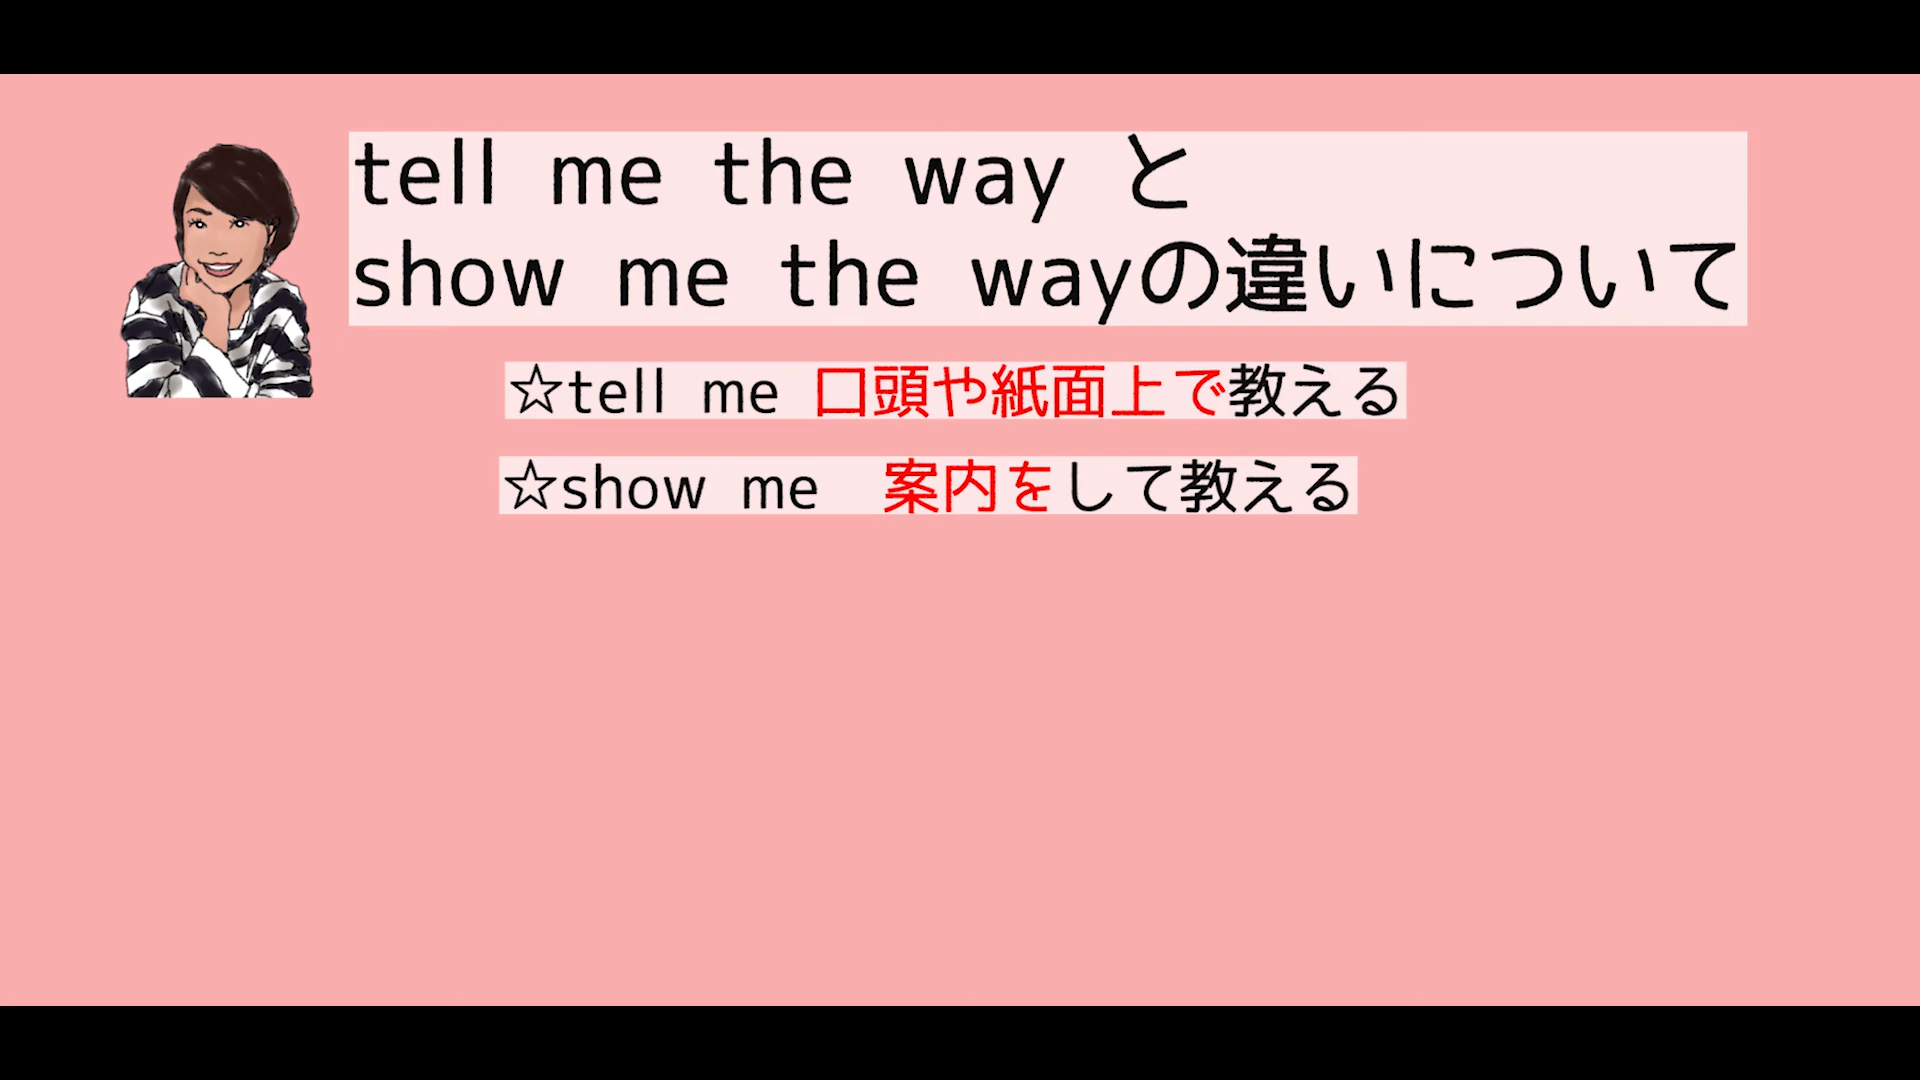 tell me the way と
show me the wayの違いについて
☆tell me 口頭や紙面上で教える
☆show me　案内をして教える